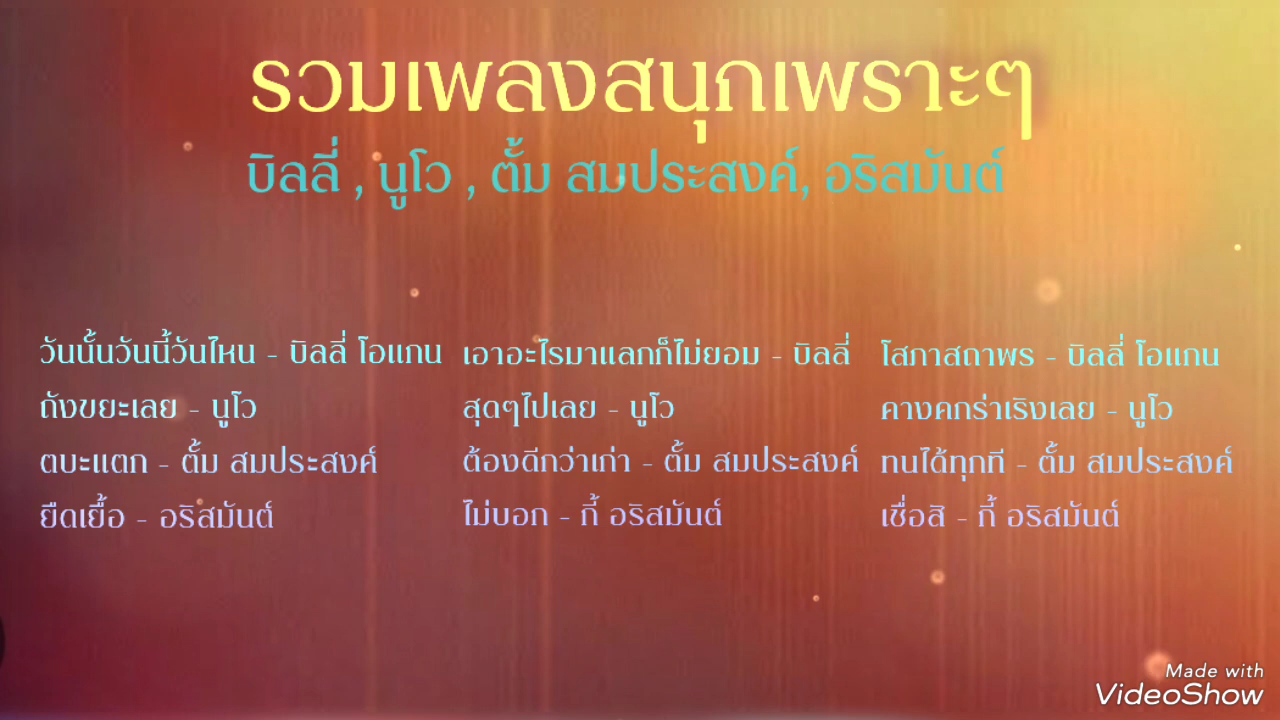 รวมเพลงสนุกเพราะๆ
บิลลี่ , นูโว , ตั้ม สมประสงค์, อริสมันต์
วันนั้นวันนี้วันไหน - บิลลี่ โอแกน
ถังขยะเลย - นูโว
ตบะแตก - ตั้ม สมประสงค์
ยืดเยื้อ - อริสมันต์
เอาอะไรมาแลกก็ไม่ยอม - บิลลี่
สุดๆไปเลย - นูโว
ต้องดีกว่าเก่า - ตั้ม สมประสงค์
ไม่บอก - กี้ อริสมันต์
โสภาสถาพร - บิลลี่ โอแกน
คางคกร่าเริงเลย - นูโว
ทนได้ทุกที - ตั้ม สมประสงค์
เชื่อสิ - กี้ อริสมันต์
Made with
VideoShow